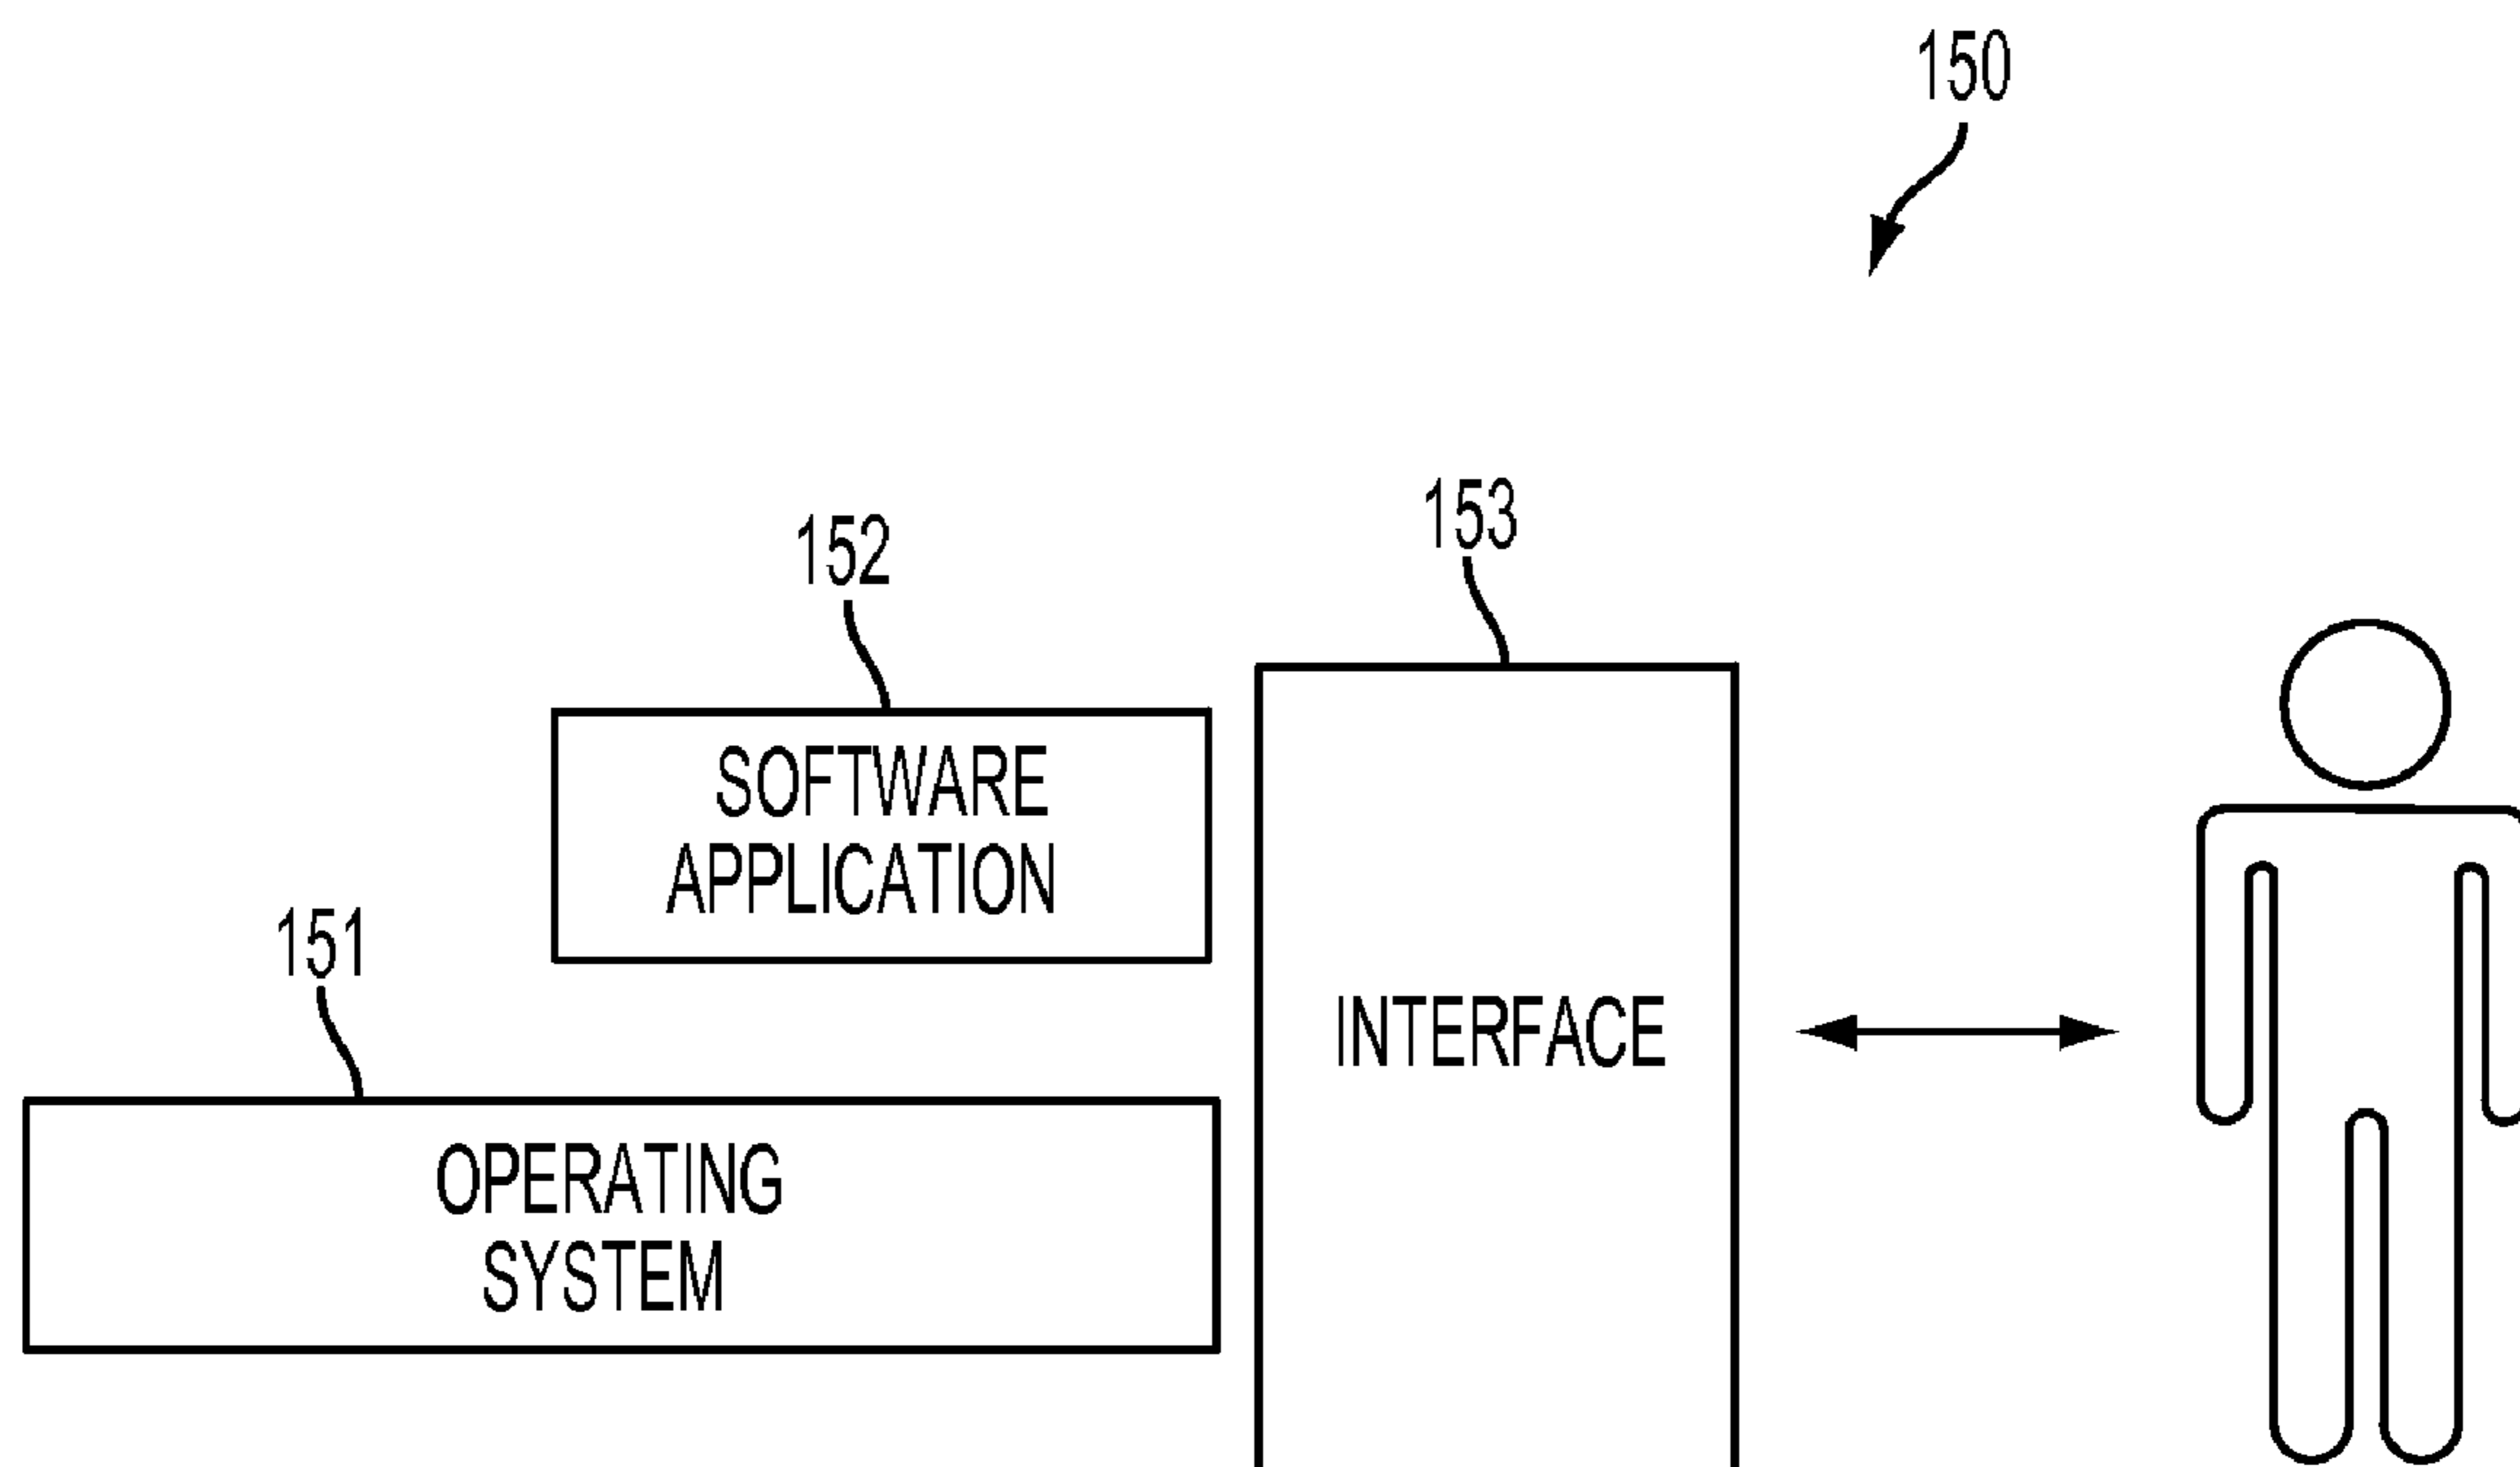 150
153
152
SOFTWARE
APPLICATION
151
INTERFACE
OPERATING
SYSTEM